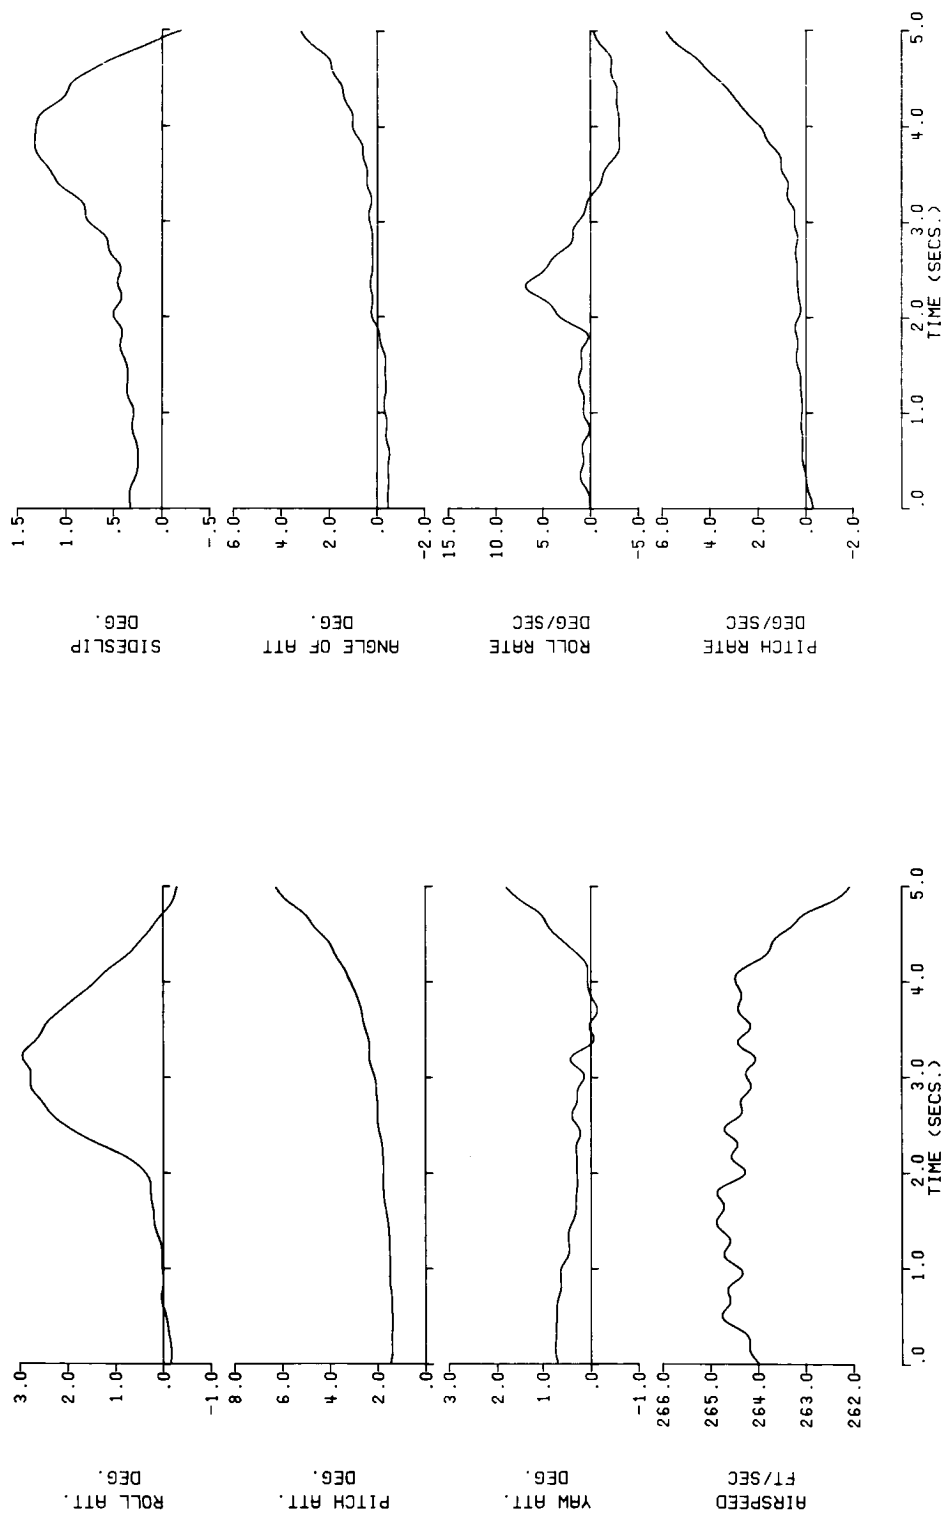 ROLL ATT.
DEG.
3.0
2.0
1.0
.0
-1.0
PITCH ATT.
DEG.
8.0
6.0
4.0
2.0
.0
YAW ATT.
DEG.
3.0
2.0
1.0
.0
-1.0
AIRSPEED
FT/SEC
266.0
265.0
264.0
263.0
262.0
.0 1.0 2.0 3.0 4.0 5.0
TIME (SECS.)
SIDESLIP
DEG.
1.5
1.0
.5
.0
-.5
ANGLE OF ATT
DEG.
6.0
4.0
2.0
.0
-2.0
ROLL RATE
DEG/SEC
15.0
10.0
5.0
.0
-5.0
PITCH RATE
DEG/SEC
6.0
4.0
2.0
.0
-2.0
.0 1.0 2.0 3.0 4.0 5.0
TIME (SECS.)